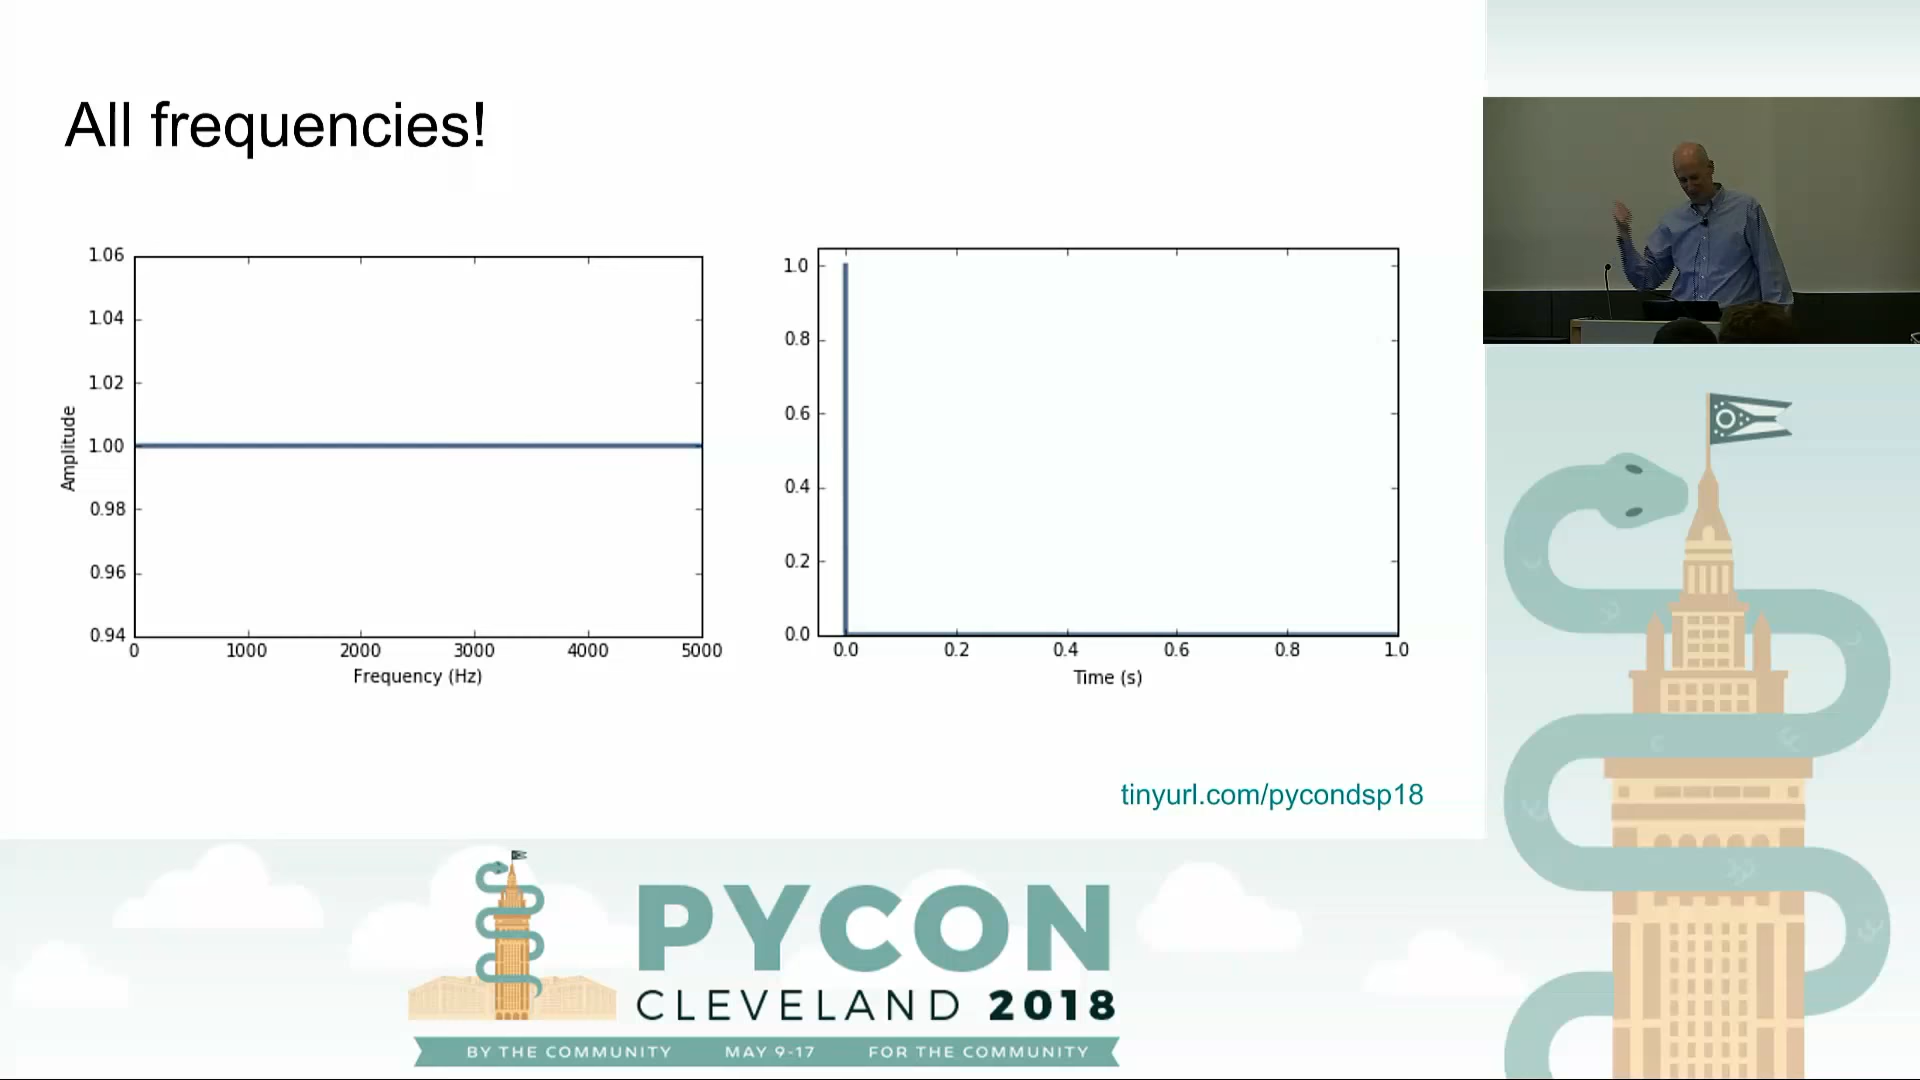 All frequencies!
1.06
1.04
1.02
1.00
0.98
0.96
0.94
Amplitude
0 1000 2000 3000 4000 5000
Frequency (Hz)
1.0
0.8
0.6
0.4
0.2
0.0
0.0 0.2 0.4 0.6 0.8 1.0
Time (s)
tinyurl.com/pycondsp18
PYCON
CLEVELAND 2018
BY THE COMMUNITY MAY 9-17 FOR THE COMMUNITY